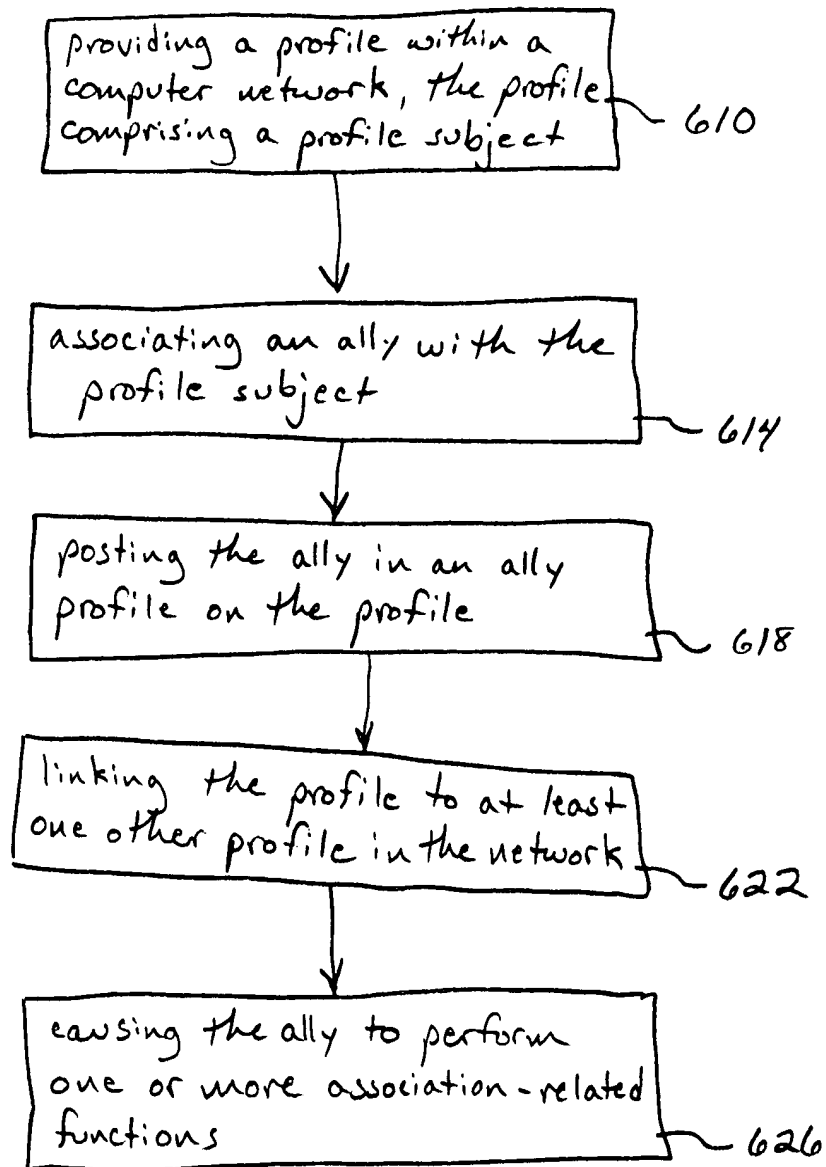 providing a profile within a
computer network, the profile
comprising a profile subject
610
associating an ally with the
profile subject
614
posting the ally in an ally
profile on the profile
618
linking the profile to at least
one other profile in the network
622
causing the ally to perform
one or more association-related
functions
626